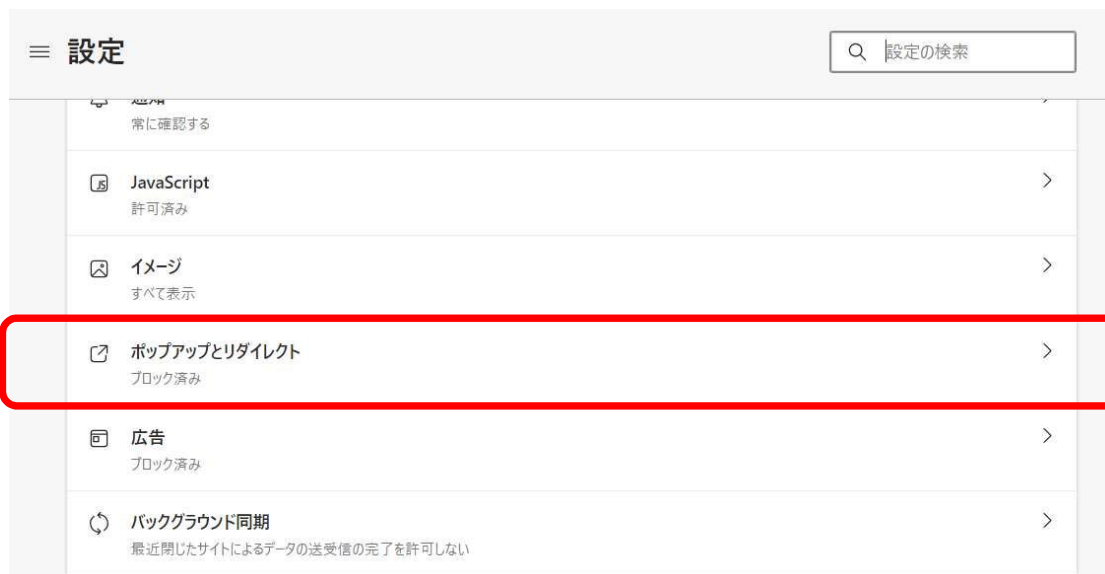 設定
設定の検索
通知
常に確認する
JavaScript
許可済み
イメージ
すべて表示
ポップアップとリダイレクト
ブロック済み
広告
ブロック済み
バックグラウンド同期
最近閉じたサイトによるデータの送受信の完了を許可しない